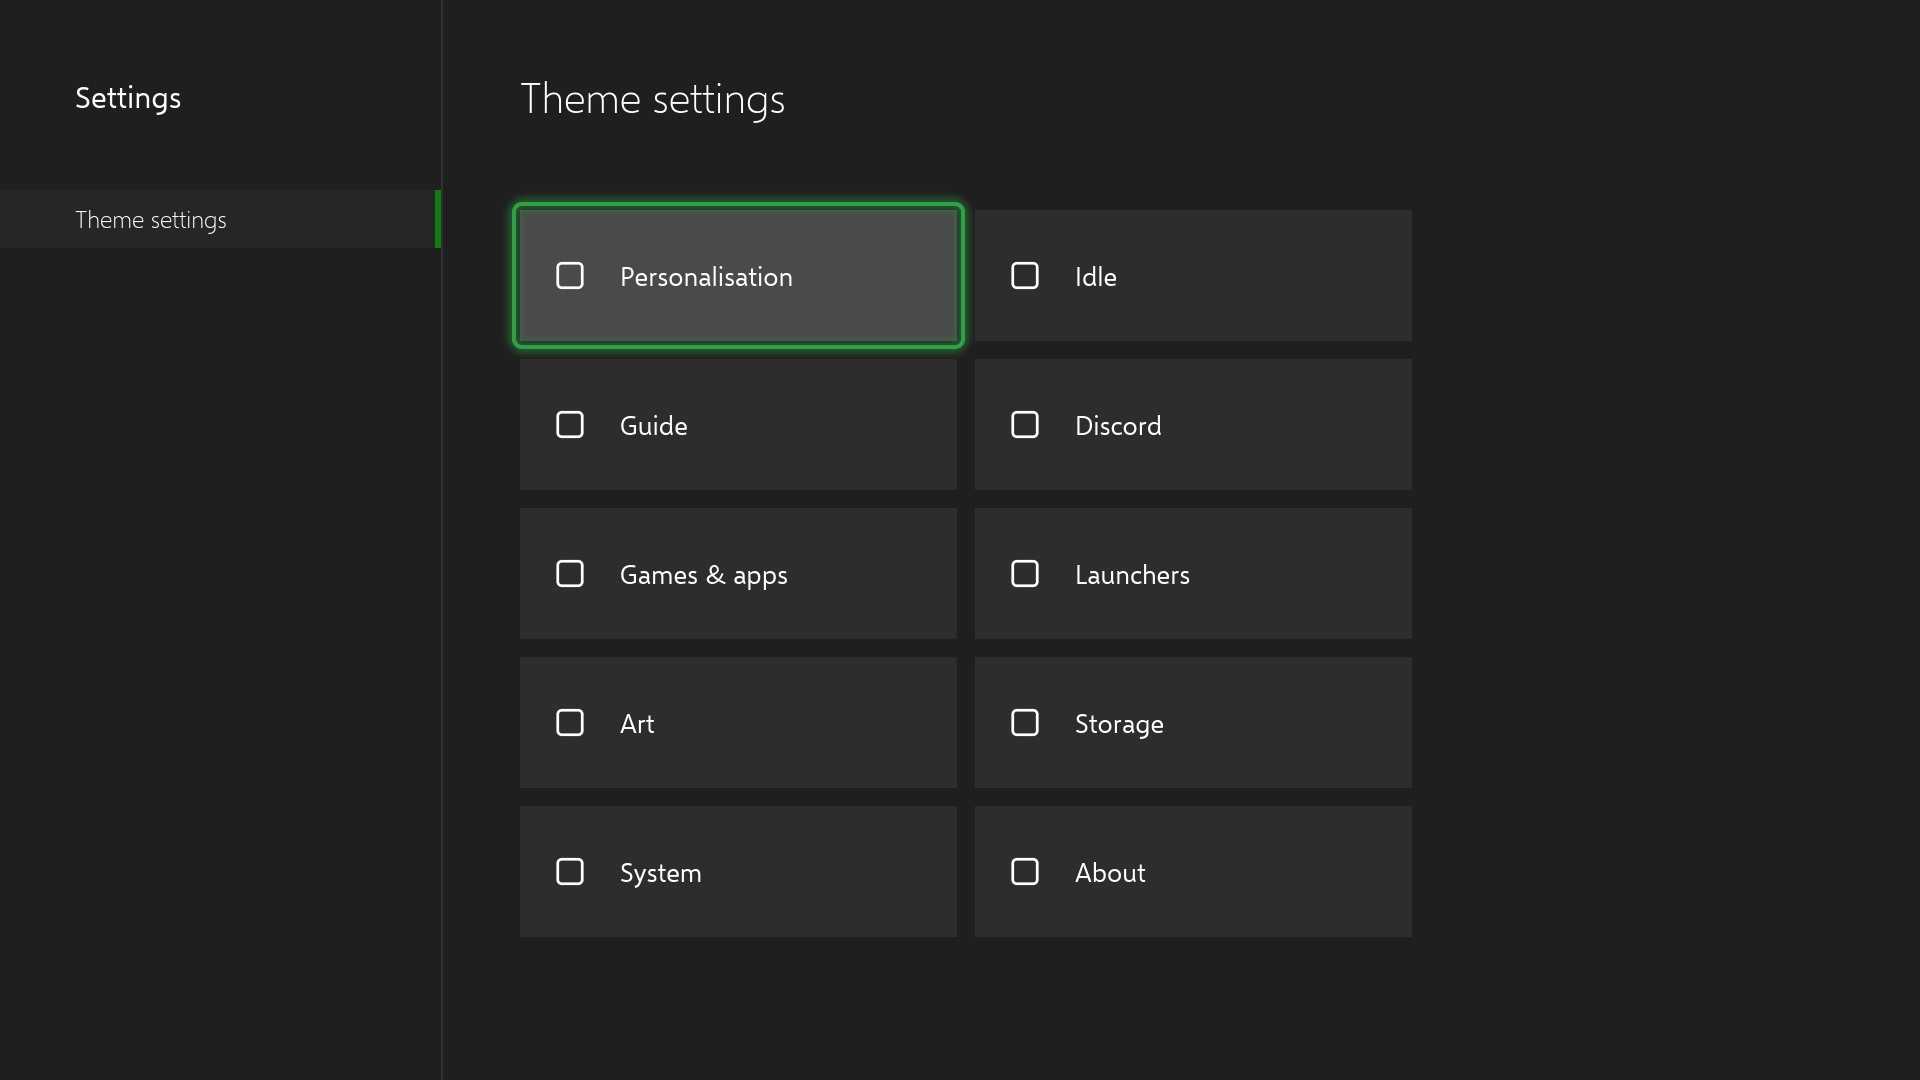 Settings
Theme settings
Theme settings
Personalisation
Idle
Guide
Discord
Games & apps
Launchers
Art
Storage
System
About